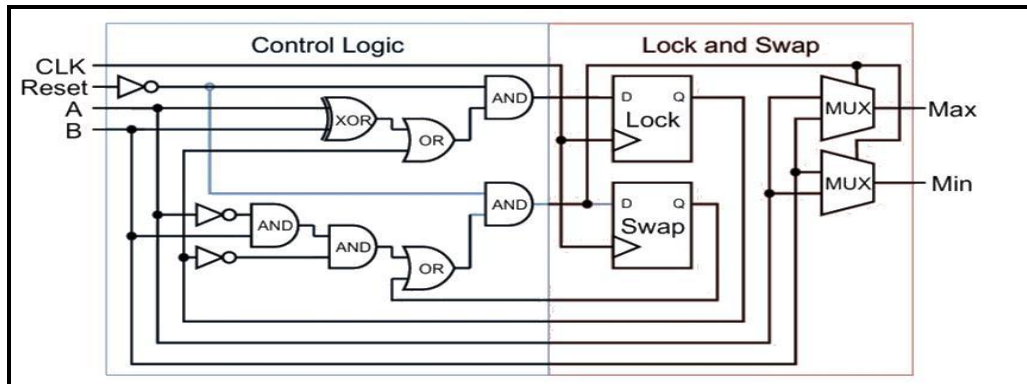 Control Logic
Lock and Swap
CLK
Reset
A
B
XOR
OR
AND
D Q
Lock
MUX
Max
MUX
Min
AND
D Q
Swap
AND
AND
OR